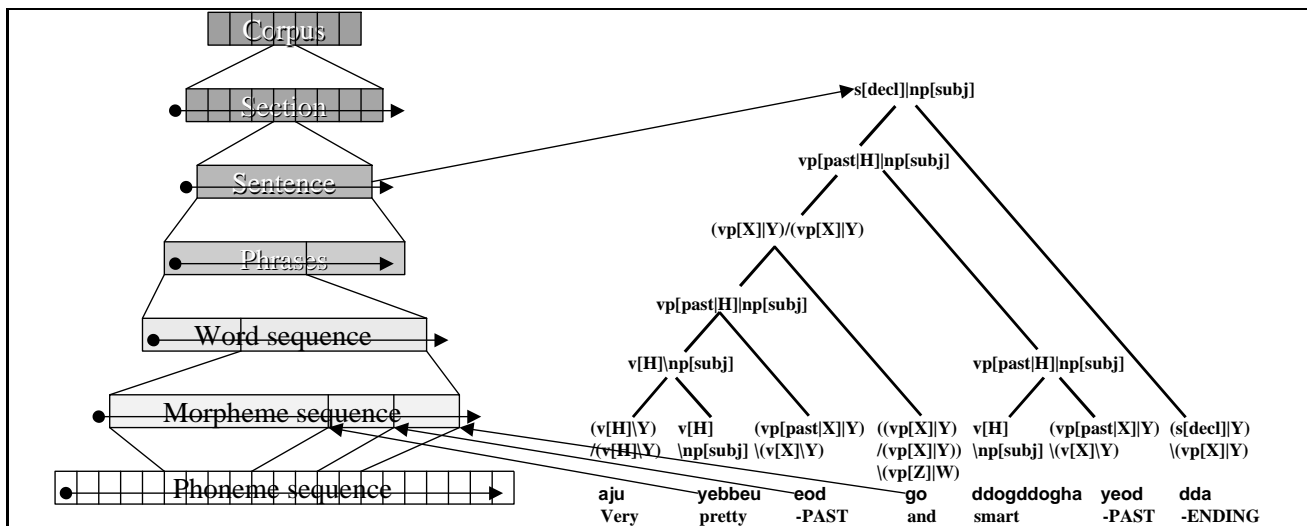 Corpus
Section
Sentence
Phrases
Word sequence
Morpheme sequence
Phoneme sequence
s[decl]|np[subj]
vp[past|H]|np[subj]
(vp[X]|Y)/(vp[X]|Y)
vp[past|H]|np[subj]
v[H]\np[subj] vp[past|H]|np[subj]
(v[H]\Y) v[H] (vp[past|X]|Y) ((vp[X]|Y) v[H] (vp[past|X]|Y) (s[decl]|Y)
/(v[H]\Y) \np[subj] \(v[X]\Y) /(vp[X]|Y)) \np[subj] \(v[X]\Y) \(vp[X]|Y)
\(vp[Z]|W)
aju yebbeu eod go ddogddogha yeod dda
Very pretty -PAST and smart -PAST -ENDING